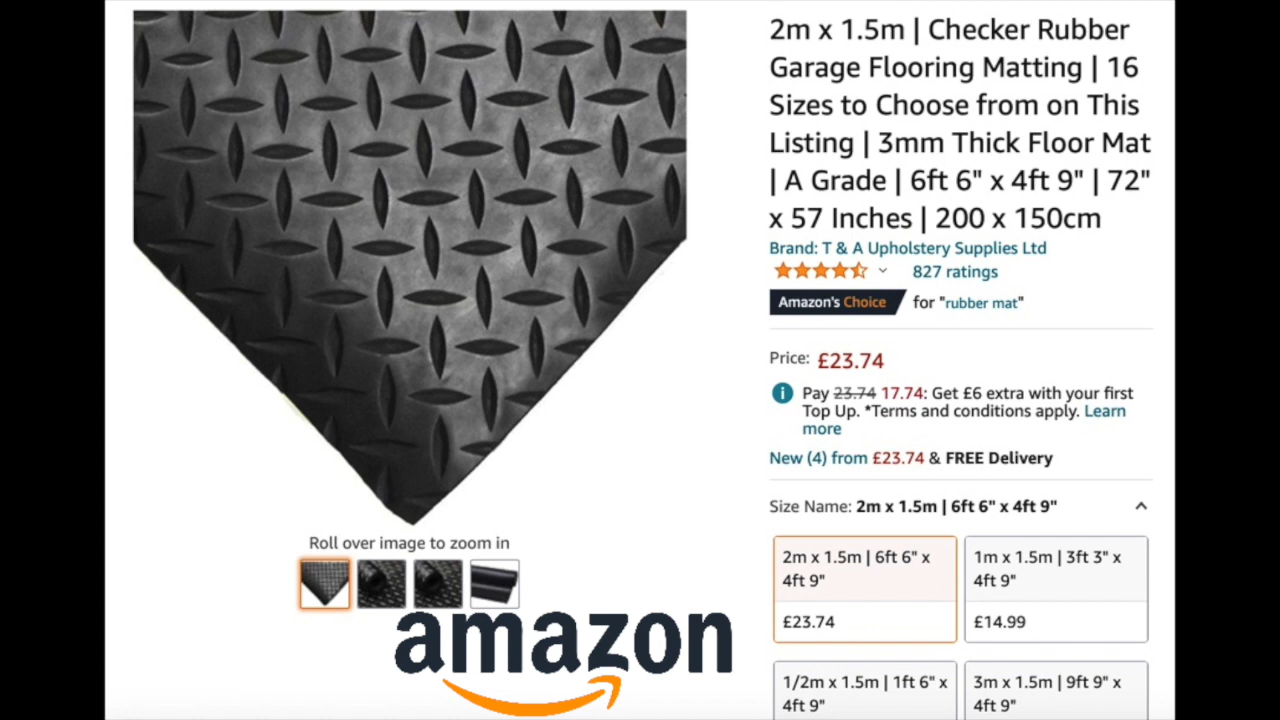 2m x 1.5m | Checker Rubber
Garage Flooring Matting | 16
Sizes to Choose from on This
Listing | 3mm Thick Floor Mat
| A Grade | 6ft 6" x 4ft 9" | 72"
x 57 Inches | 200 x 150cm
Brand: T & A Upholstery Supplies Ltd
827 ratings
Amazon's Choice for "rubber mat"
Price: £23.74
Pay 23.74 17.74: Get £6 extra with your first
Top Up. *Terms and conditions apply. Learn
more
New (4) from £23.74 & FREE Delivery
Size Name: 2m x 1.5m | 6ft 6" x 4ft 9"
2m x 1.5m | 6ft 6" x
4ft 9"
£23.74
1m x 1.5m | 3ft 3" x
4ft 9"
£14.99
1/2m x 1.5m | 1ft 6" x
4ft 9"
3m x 1.5m | 9ft 9" x
4ft 9"
Roll over image to zoom in
amazon